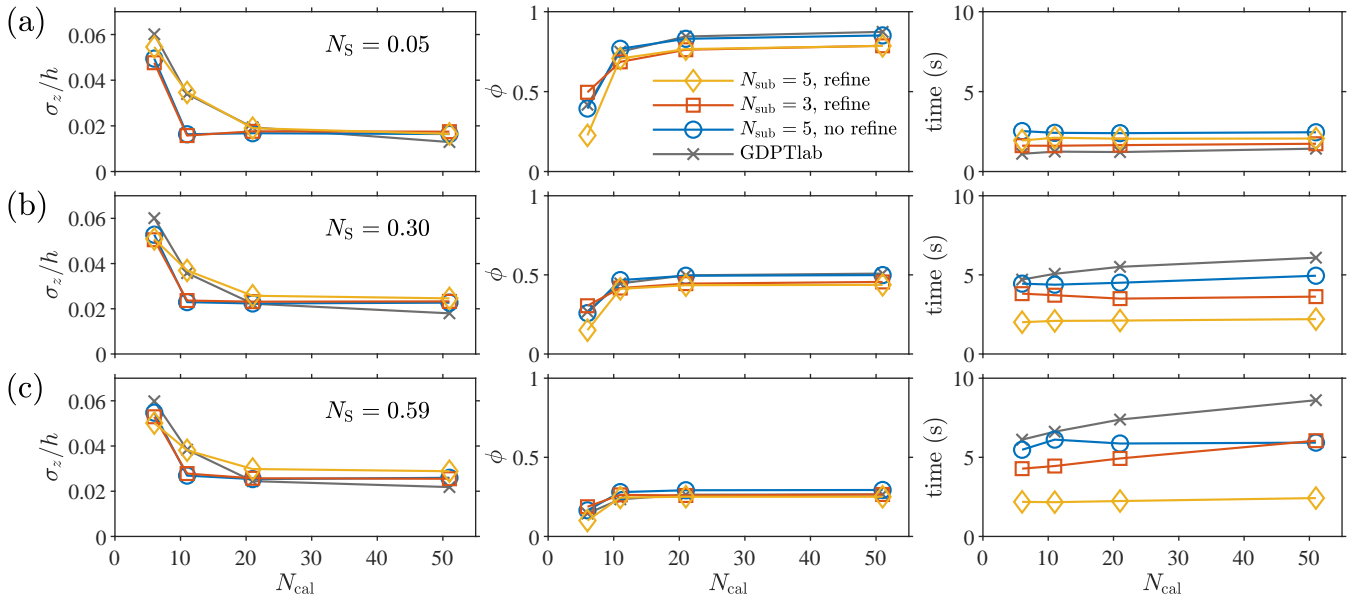 (a)
0.06
0.04
0.02
0
σz/h
NS = 0.05
1
0.5
0
ϕ
Nsub = 5, refine
Nsub = 3, refine
Nsub = 5, no refine
GDPTlab
10
5
0
time (s)
(b)
0.06
0.04
0.02
0
σz/h
NS = 0.30
1
0.5
0
ϕ
10
5
0
time (s)
(c)
0.06
0.04
0.02
0
σz/h
NS = 0.59
0 10 20 30 40 50
Ncal
1
0.5
0
ϕ
0 10 20 30 40 50
Ncal
10
5
0
time (s)
0 10 20 30 40 50
Ncal